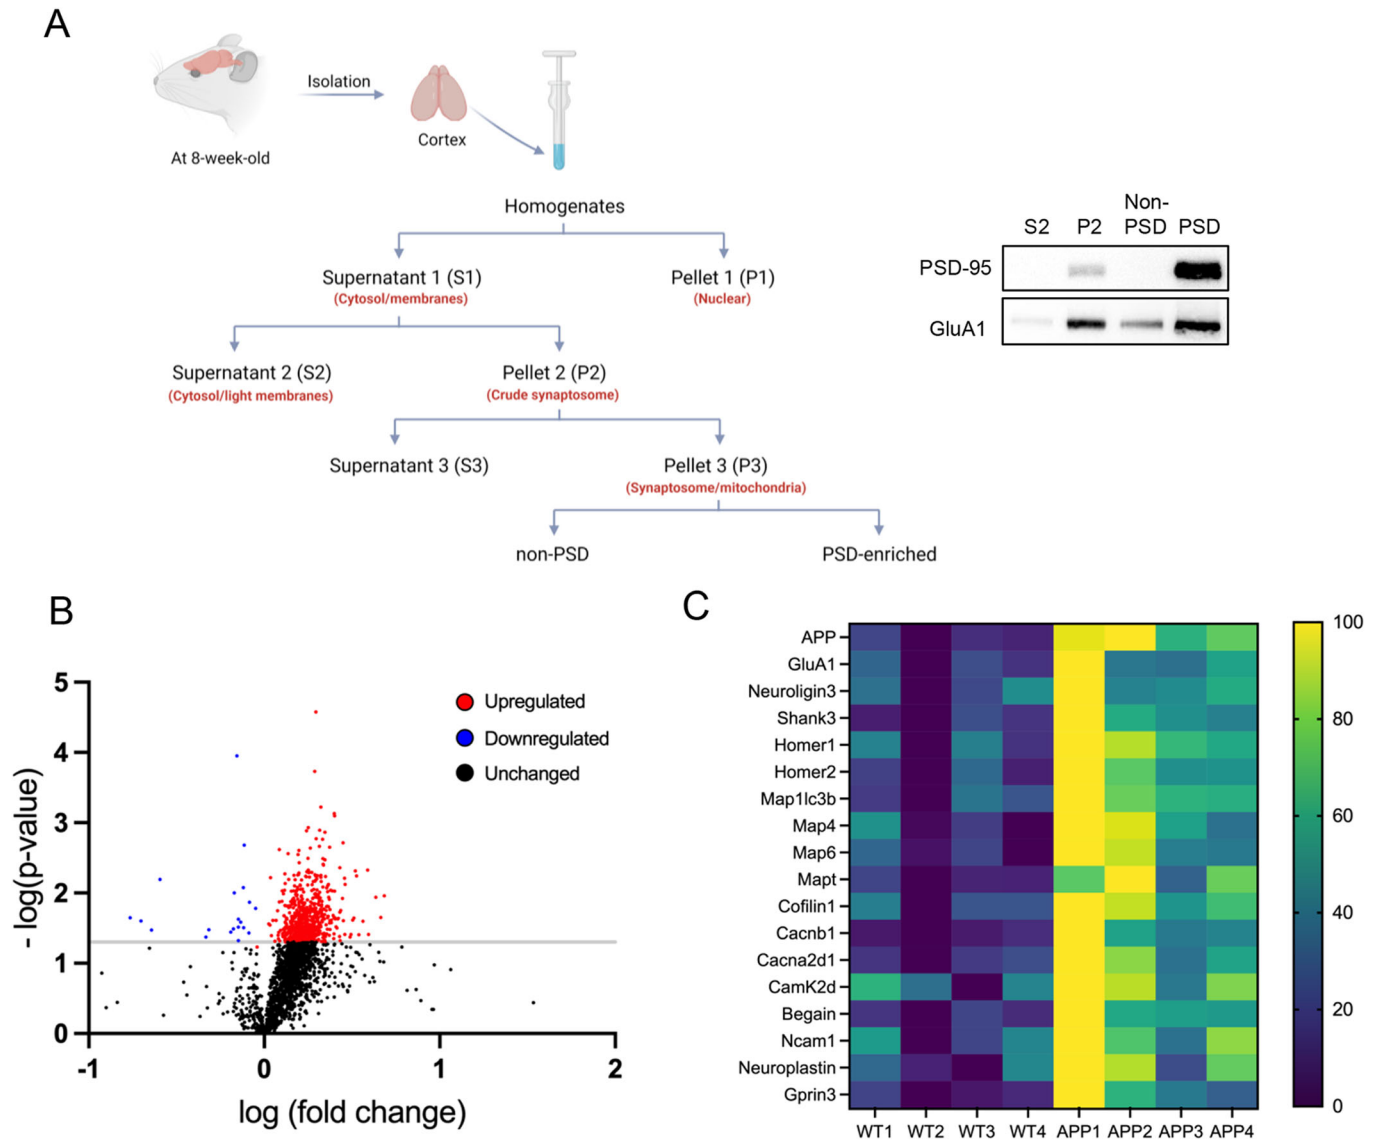 A
Isolation
At 8-week-old
Cortex
Homogenates
Supernatant 1 (S1)
(Cytosol/membranes)
Pellet 1 (P1)
(Nuclear)
Supernatant 2 (S2)
(Cytosol/light membranes)
Pellet 2 (P2)
(Crude synaptosome)
Supernatant 3 (S3)
Pellet 3 (P3)
(Synaptosome/mitochondria)
non-PSD
PSD-enriched
S2 P2 Non-PSD PSD
PSD-95
GluA1
B
- log(p-value)
5
4
3
2
1
0
-1 0 1 2
log (fold change)
Upregulated
Downregulated
Unchanged
C
APP
GluA1
Neuroligin3
Shank3
Homer1
Homer2
Map1lc3b
Map4
Map6
Mapt
Cofilin1
Cacnb1
Cacna2d1
CamK2d
Begain
Ncam1
Neuroplastin
Gprin3
WT1 WT2 WT3 WT4 APP1 APP2 APP3 APP4
100
80
60
40
20
0